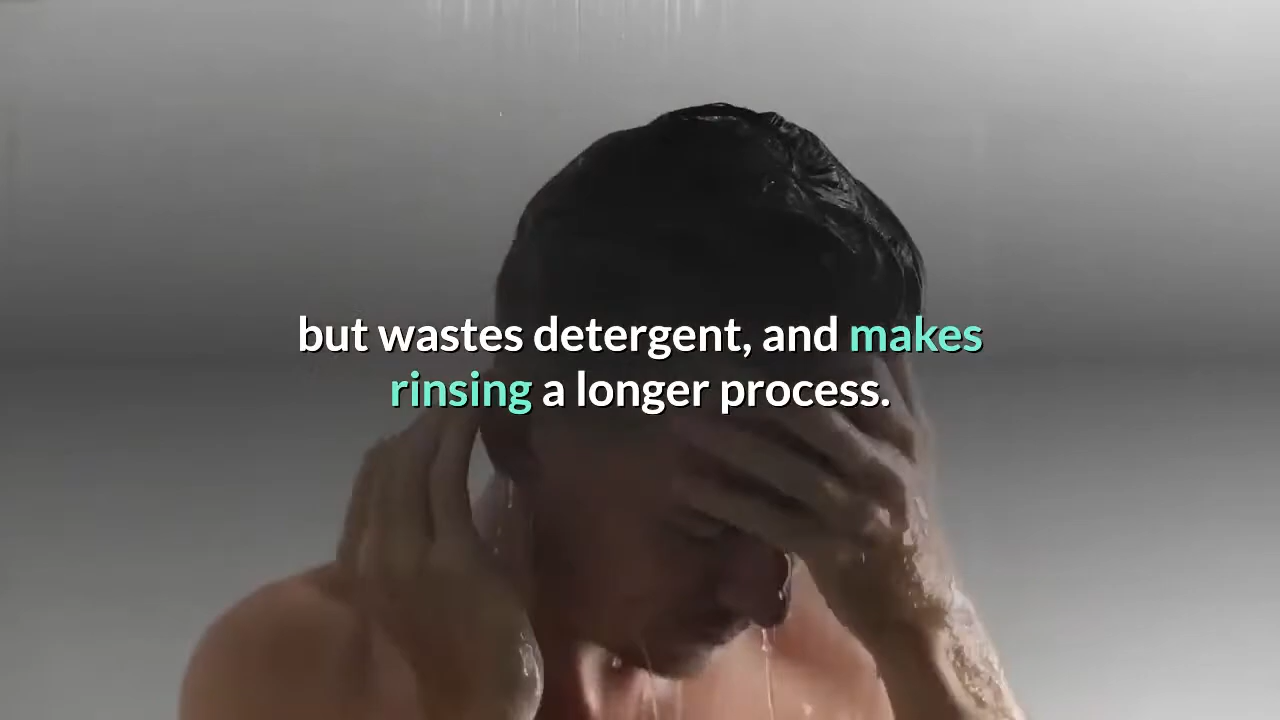 but wastes detergent, and makes
rinsing a longer process.